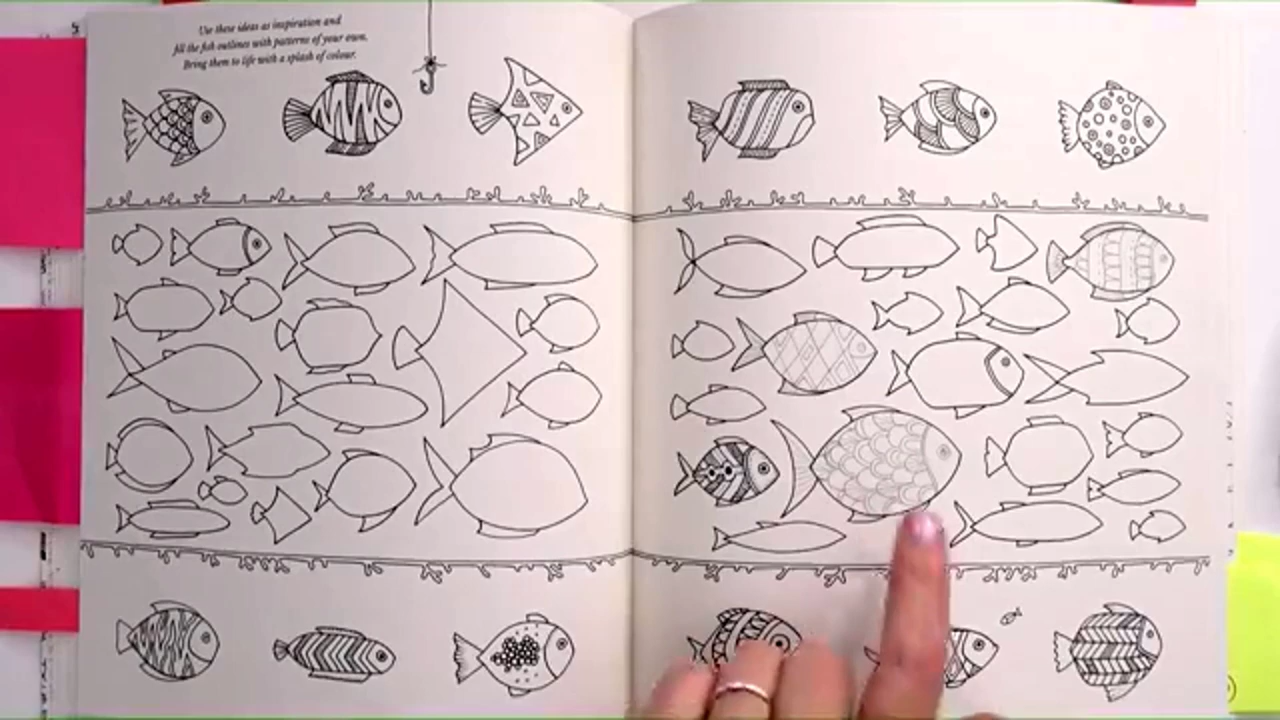 Use these ideas as inspiration and
fill the fish outlines with patterns of your own.
Bring them to life with a splash of colour.